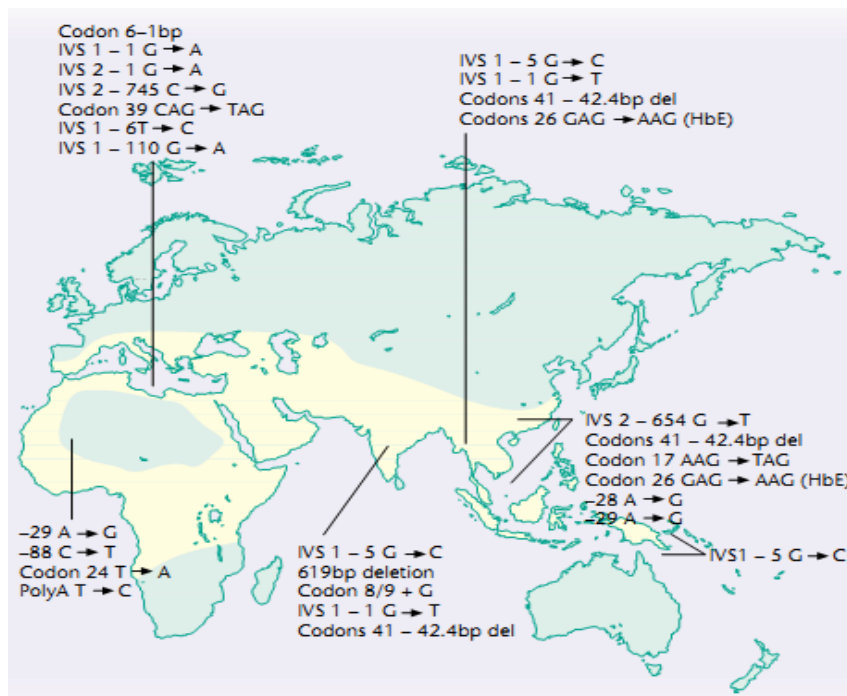 Codon 6–1bp
IVS 1 – 1 G → A
IVS 2 – 1G → A
IVS 2 – 745 C → G
Codon 39 CAG → TAG
IVS 1 – 6T → C
IVS 1 – 110 G → A
IVS 1 – 5 G → C
IVS 1 – 1 G → T
Codons 41 – 42.4bp del
Codons 26 GAG → AAG (HbE)
IVS 2 – 654 G → T
Codons 41 – 42.4bp del
Codon 17 AAG → TAG
Codon 26 GAG → AAG (HbE)
–28 A → G
–29 A → G
IVS1 – 5 G → C
–29 A → G
–88 C → T
Codon 24 T → A
PolyA T → C
IVS 1 – 5 G → C
619bp deletion
Codon 8/9 + G
IVS 1 – 1 G → T
Codons 41 – 42.4bp del